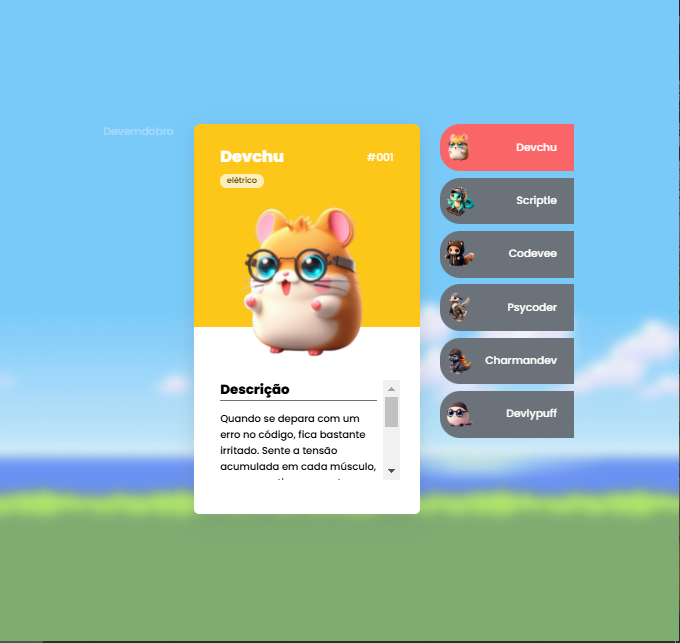 Devemdobro
Devchu
#001
elétrico
Descrição
Quando se depara com um
erro no código, fica bastante
irritado. Sente a tensão
acumulada em cada músculo,
Devchu
Scriptle
Codevee
Psycoder
Charmandev
Devlypuff